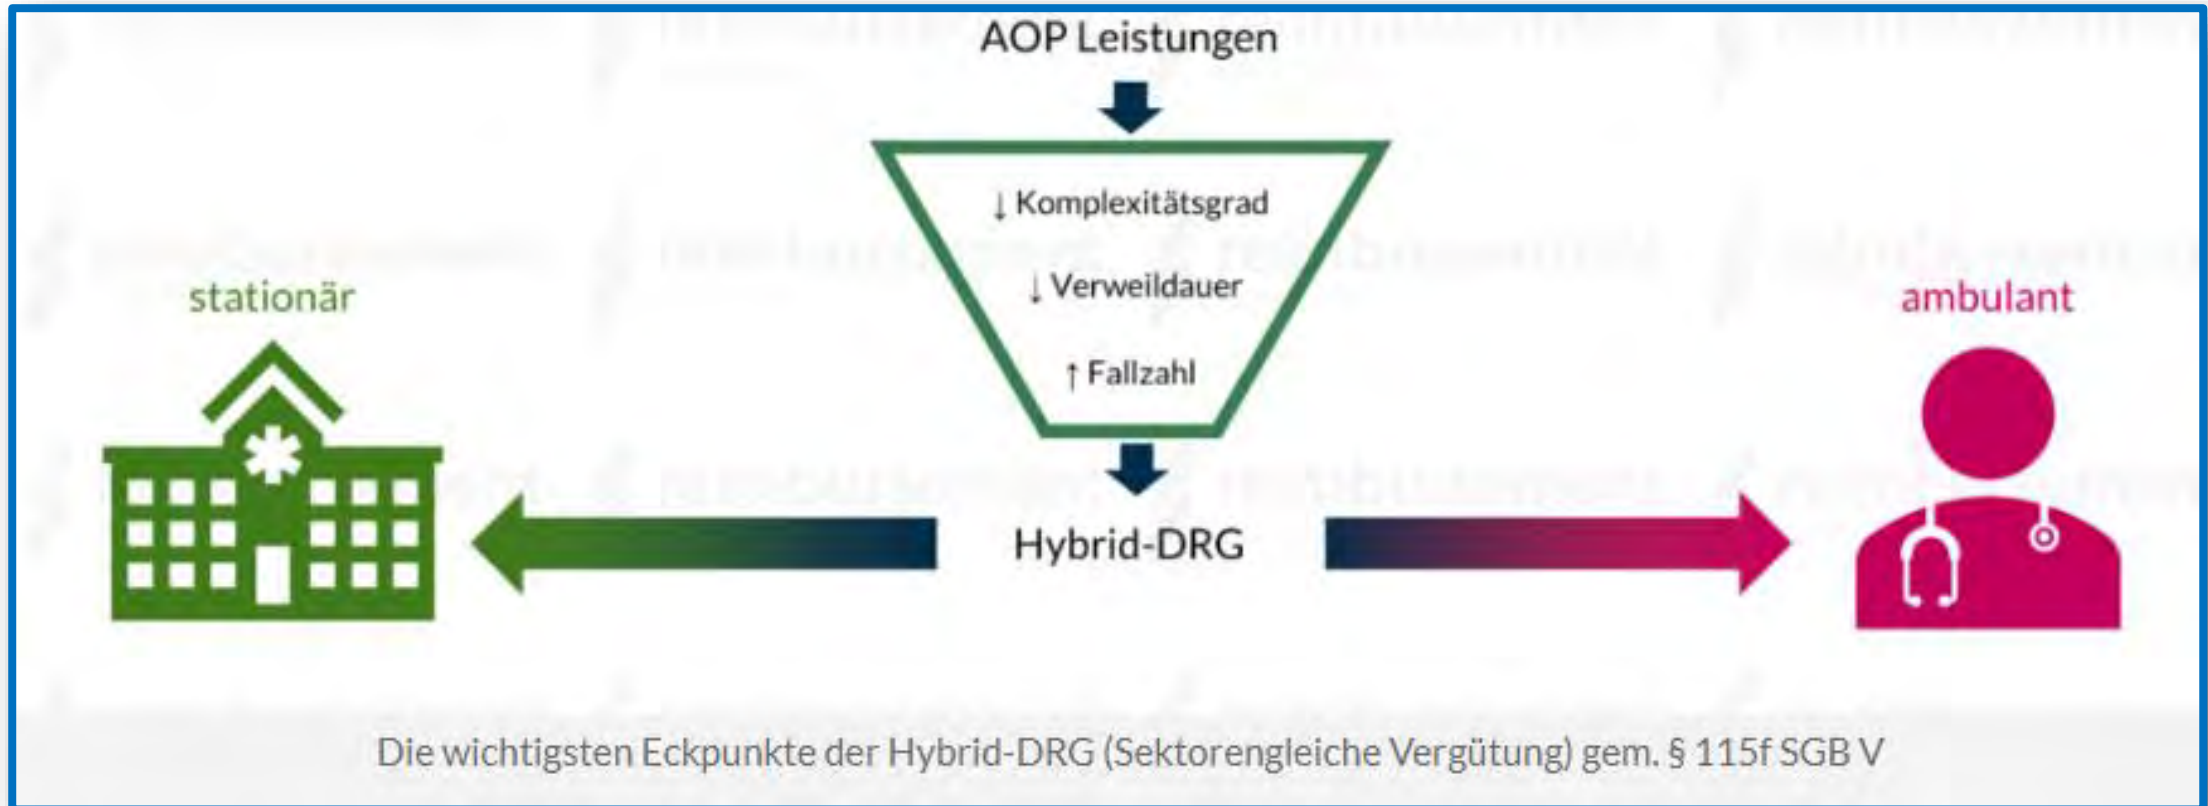 AOP Leistungen
↓ Komplexitätsgrad
↓ Verweildauer
↑ Fallzahl
stationär
ambulant
Hybrid-DRG
Die wichtigsten Eckpunkte der Hybrid-DRG (Sektorengleiche Vergütung) gem. § 115f SGB V